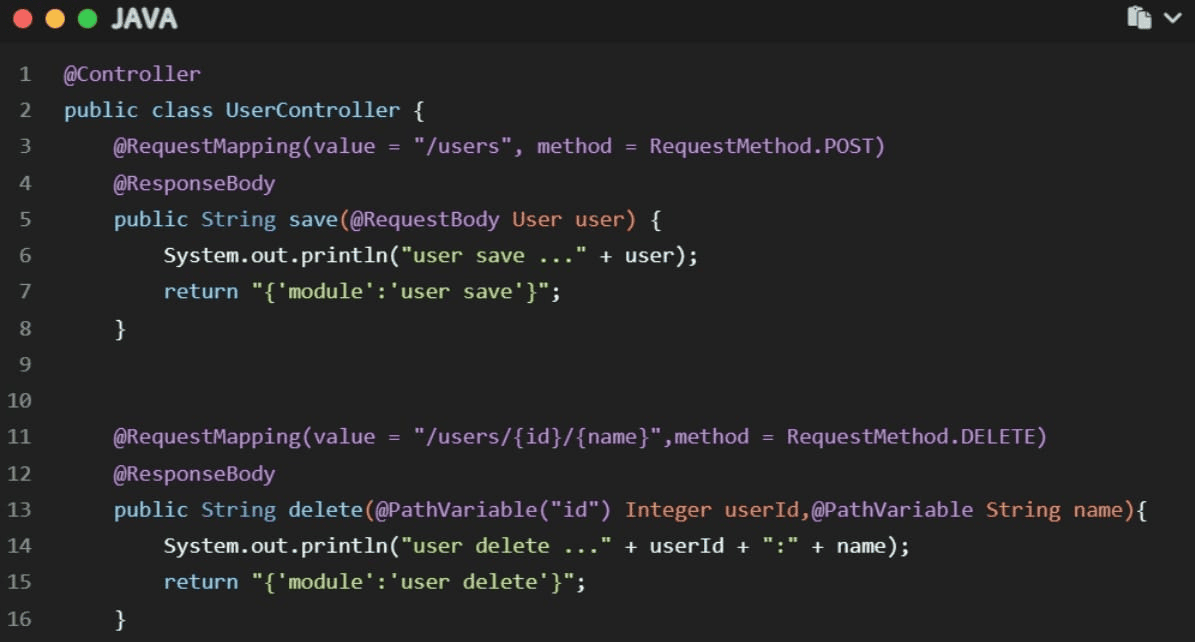 JAVA
1 @Controller
2 public class UserController {
3 @RequestMapping(value = "/users", method = RequestMethod.POST)
4 @ResponseBody
5 public String save(@RequestBody User user) {
6 System.out.println("user save ..." + user);
7 return "{'module':'user save'}";
8 }
9
10
11 @RequestMapping(value = "/users/{id}/{name}",method = RequestMethod.DELETE)
12 @ResponseBody
13 public String delete(@PathVariable("id") Integer userId,@PathVariable String name){
14 System.out.println("user delete ..." + userId + ":" + name);
15 return "{'module':'user delete'}";
16 }